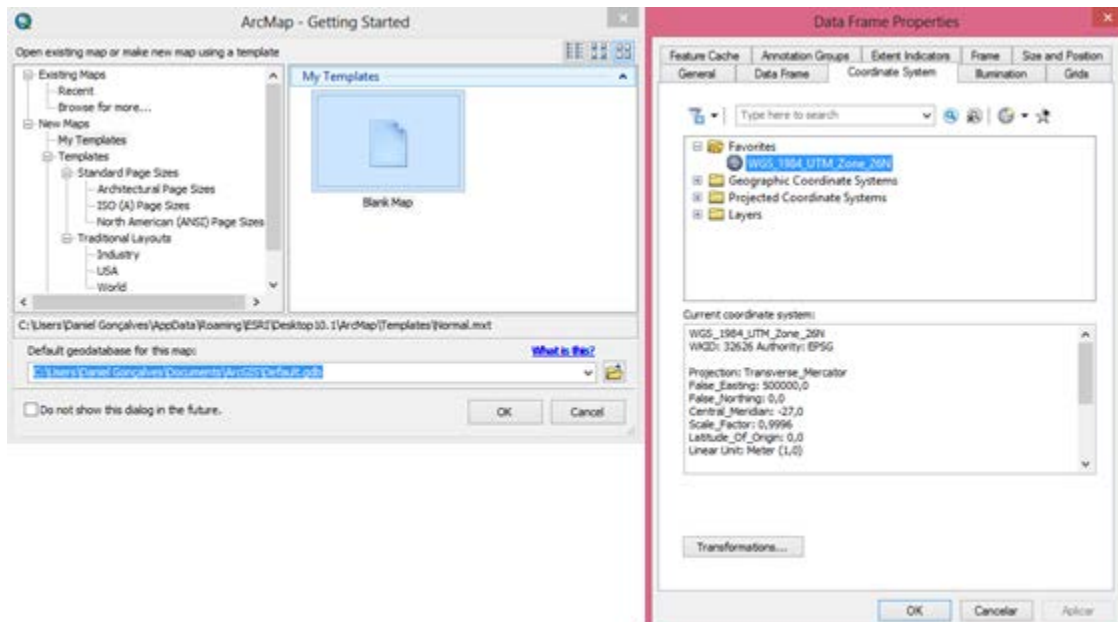 ArcMap - Getting Started
Open existing map or make new map using a template
Existing Maps
Recent
Browse for more...
New Maps
My Templates
Templates
Standard Page Sizes
Architectural Page Sizes
ISO (A) Page Sizes
North American (ANSI) Page Sizes
Traditional Layouts
Industry
USA
World
My Templates
Blank Map
C:\Users\Daniel Gonçalves\AppData\Roaming\ESRI\Desktop10.1\ArcMap\Templates\Normal.mxt
Default geodatabase for this map:
What is this?
C:\Users\Daniel Gonçalves\Documents\ArcGIS\Default.gdb
Do not show this dialog in the future.
OK
Cancel
Data Frame Properties
Feature Cache
Annotation Groups
Extent Indicators
Frame
Size and Position
General
Data Frame
Coordinate System
Illumination
Grids
Type here to search
Favorites
WGS_1984_UTM_Zone_26N
Geographic Coordinate Systems
Projected Coordinate Systems
Layers
Current coordinate system:
WGS_1984_UTM_Zone_26N
WKID: 32626 Authority: EPSG
Projection: Transverse_Mercator
False_Easting: 500000,0
False_Northing: 0,0
Central_Meridian: -27,0
Scale_Factor: 0,9996
Latitude_Of_Origin: 0,0
Linear Unit: Meter (1,0)
Transformations...
OK
Cancelar
Aplicar